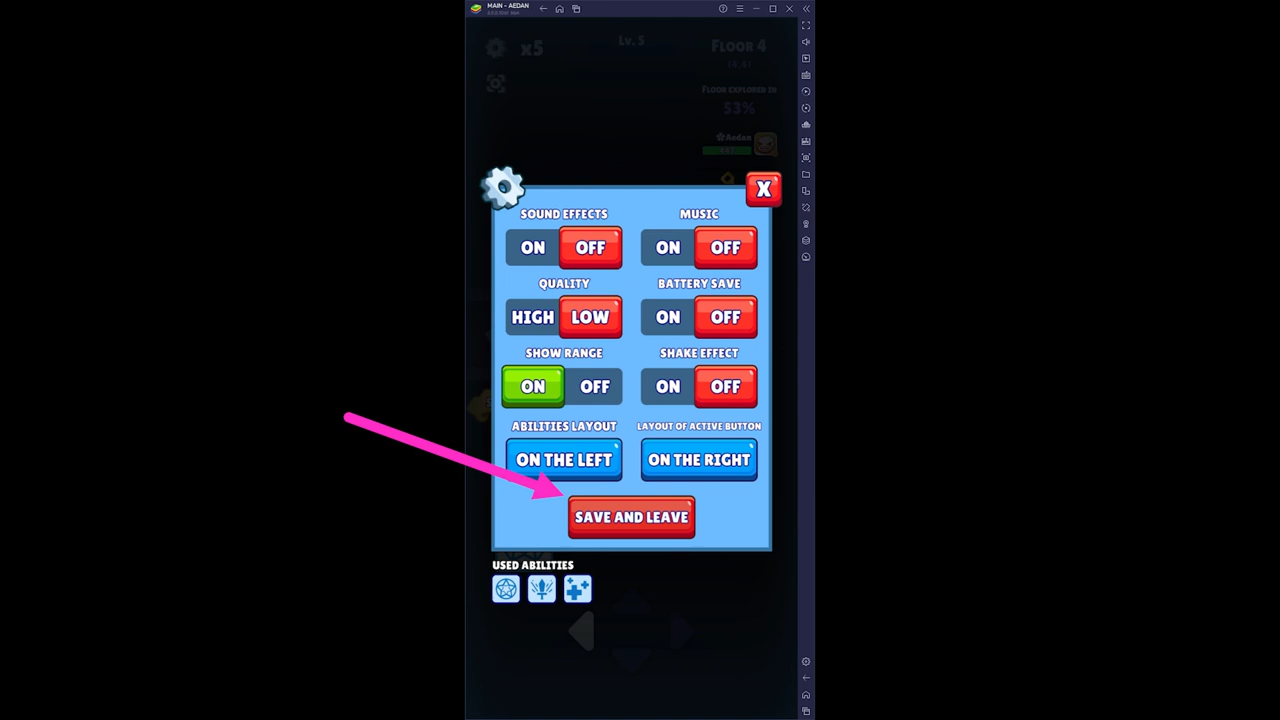 MAIN - AEDAN
x5
Lv. 5
FLOOR 4
(4,4)
FLOOR EXPLORED IN
53%
Aedan
SOUND EFFECTS
MUSIC
ON OFF
ON OFF
QUALITY
BATTERY SAVE
HIGH LOW
ON OFF
SHOW RANGE
SHAKE EFFECT
ON OFF
ON OFF
ABILITIES LAYOUT
LAYOUT OF ACTIVE BUTTON
ON THE LEFT
ON THE RIGHT
SAVE AND LEAVE
X
USED ABILITIES